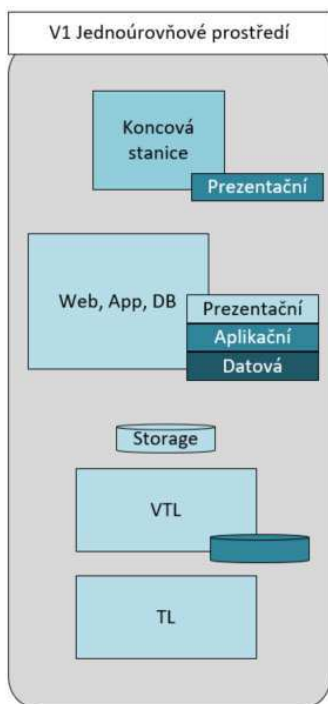 V1 Jednoúrovňové prostředí
Koncová
stanice
Prezentační
Web, App, DB
Prezentační
Aplikační
Datová
Storage
VTL
TL